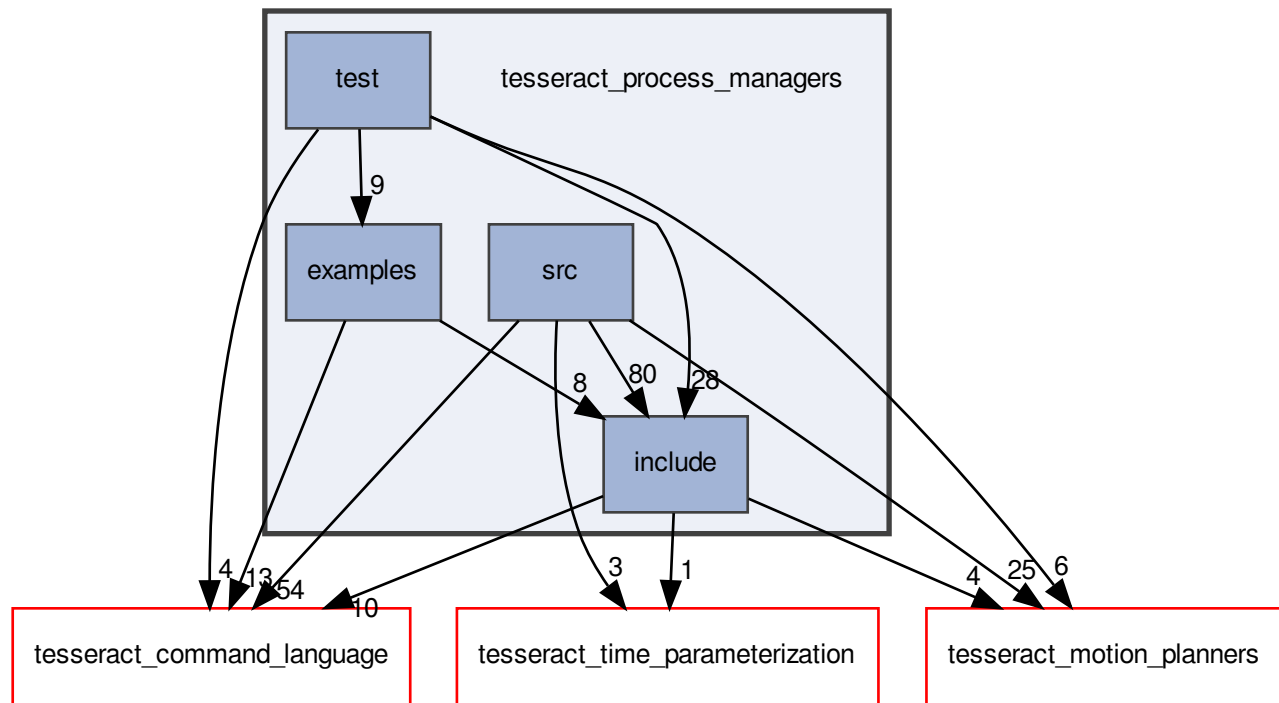 test
tesseract_process_managers
9
examples
src
8
80
28
include
4
13
54
10
3
1
4
25
6
tesseract_command_language
tesseract_time_parameterization
tesseract_motion_planners